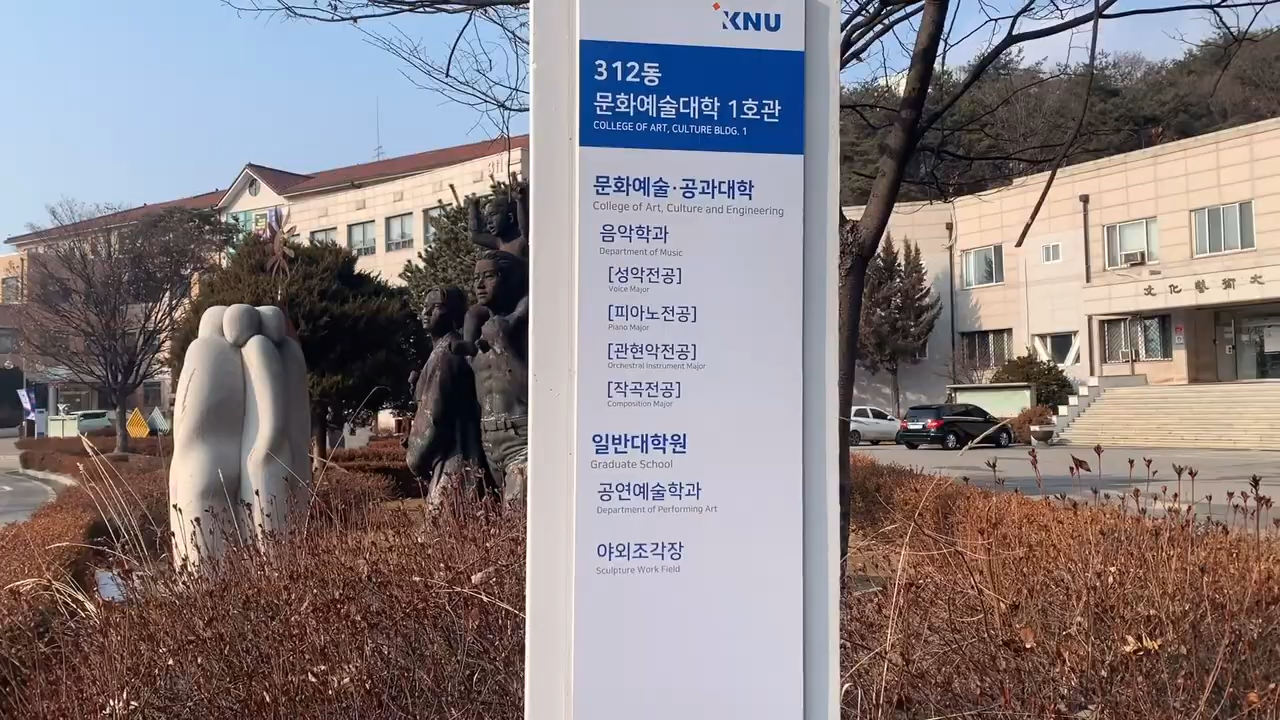 KNU
312동
문화예술대학 1호관
COLLEGE OF ART, CULTURE BLDG. 1
문화예술·공과대학
College of Art, Culture and Engineering
음악학과
Department of Music
[성악전공]
Voice Major
[피아노전공]
Piano Major
[관현악전공]
Orchestral Instrument Major
[작곡전공]
Composition Major
일반대학원
Graduate School
공연예술학과
Department of Performing Art
야외조각장
Sculpture Work Field
311
文化藝術大